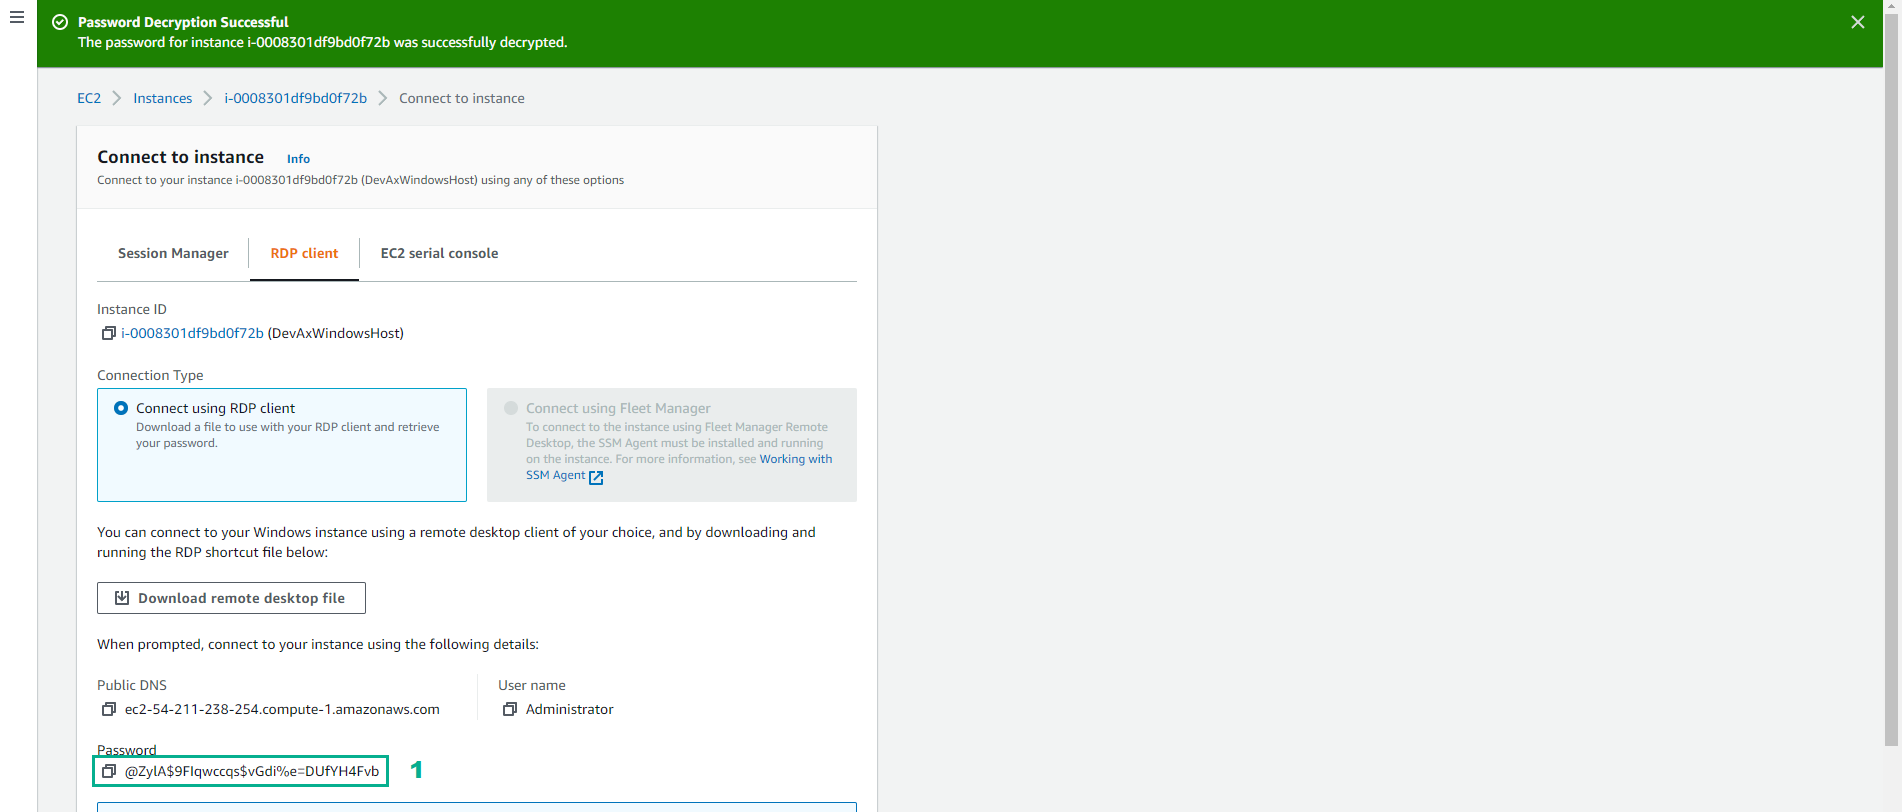 Password Decryption Successful
The password for instance i-0008301df9bd0f72b was successfully decrypted.
EC2 Instances i-0008301df9bd0f72b Connect to instance
Connect to instance Info
Connect to your instance i-0008301df9bd0f72b (DevAxWindowsHost) using any of these options
Session Manager RDP client EC2 serial console
Instance ID
i-0008301df9bd0f72b (DevAxWindowsHost)
Connection Type
Connect using RDP client
Download a file to use with your RDP client and retrieve
your password.
Connect using Fleet Manager
To connect to the instance using Fleet Manager Remote
Desktop, the SSM Agent must be installed and running
on the instance. For more information, see Working with
SSM Agent
You can connect to your Windows instance using a remote desktop client of your choice, and by downloading and
running the RDP shortcut file below:
Download remote desktop file
When prompted, connect to your instance using the following details:
Public DNS
ec2-54-211-238-254.compute-1.amazonaws.com
User name
Administrator
Password
@ZylA$9FIqwccqs$vGdi%e=DUfYH4Fvb 1